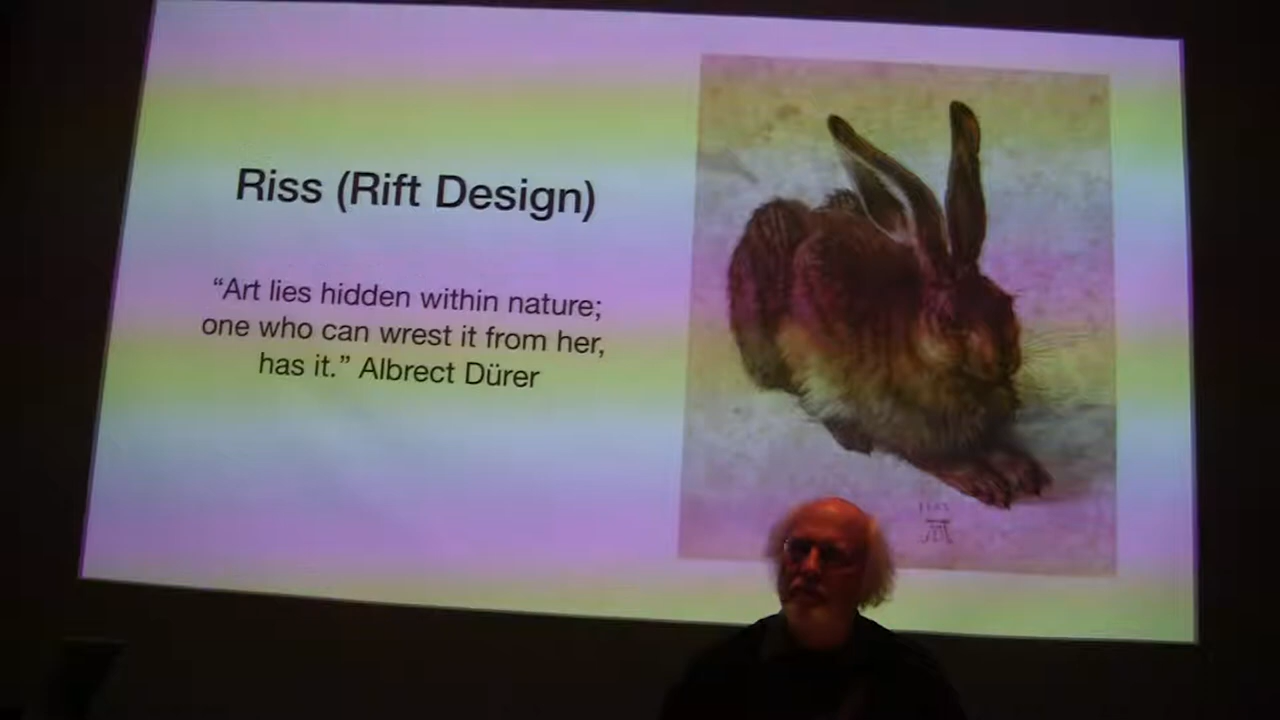 Riss (Rift Design)
“Art lies hidden within nature;
one who can wrest it from her,
has it.” Albrect Dürer